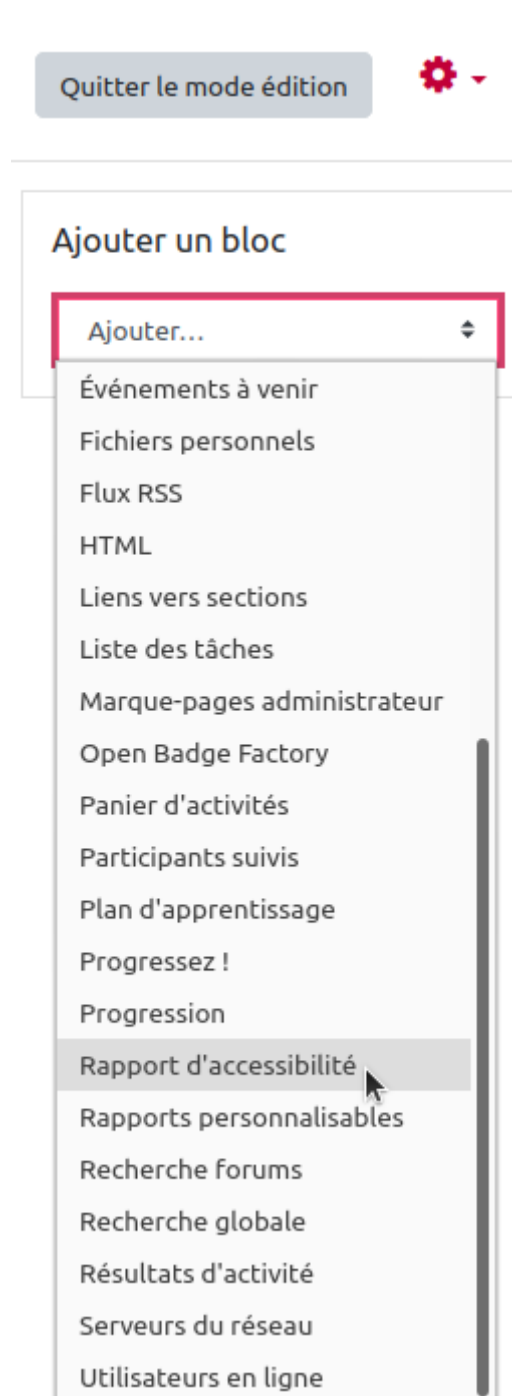 Quitter le mode édition
Ajouter un bloc
Ajouter...
Événements à venir
Fichiers personnels
Flux RSS
HTML
Liens vers sections
Liste des tâches
Marque-pages administrateur
Open Badge Factory
Panier d'activités
Participants suivis
Plan d'apprentissage
Progressez !
Progression
Rapport d'accessibilité
Rapports personnalisables
Recherche forums
Recherche globale
Résultats d'activité
Serveurs du réseau
Utilisateurs en ligne